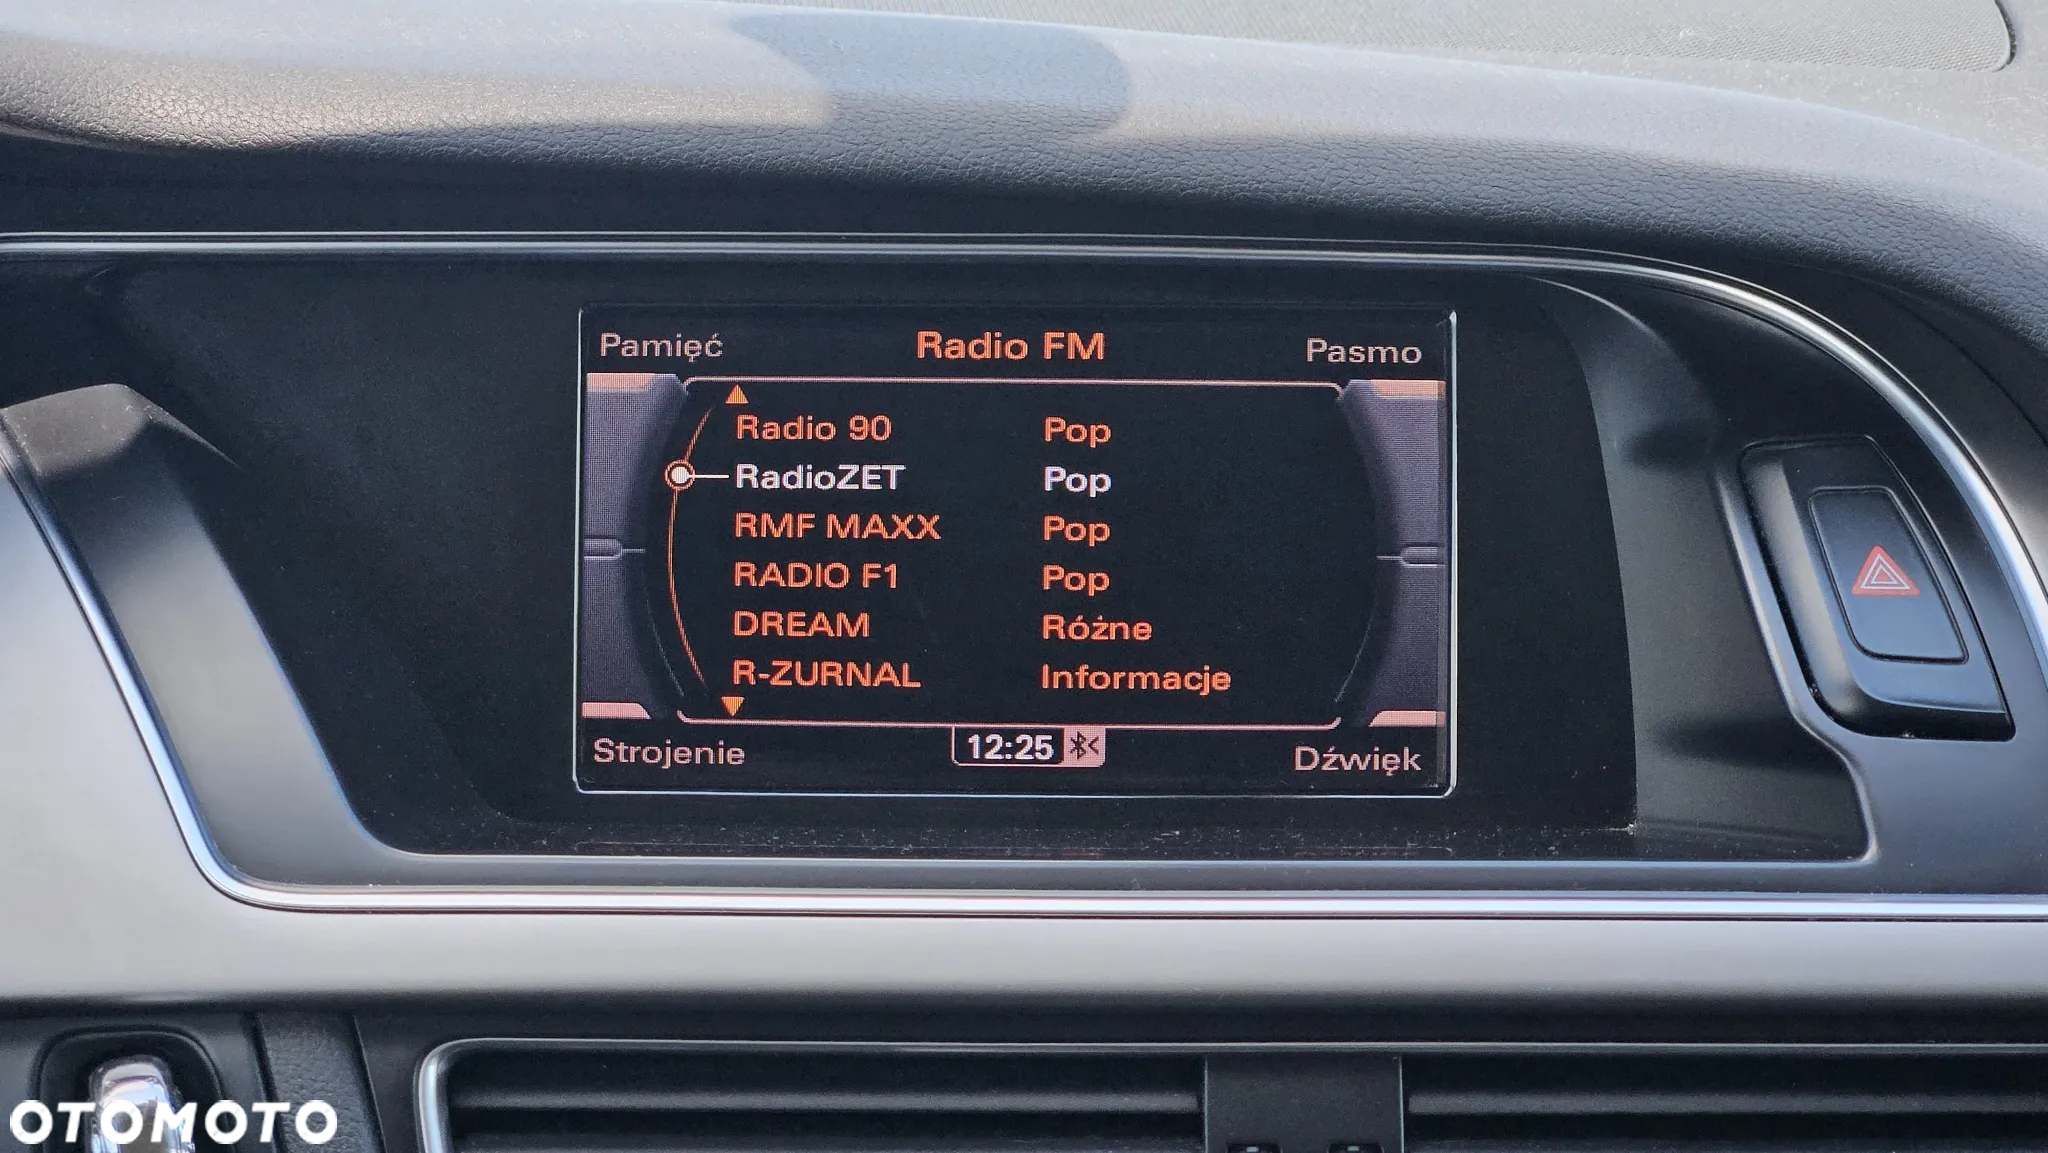 Pamięć Radio FM Pasmo
Radio 90 Pop
RadioZET Pop
RMF MAXX Pop
RADIO F1 Pop
DREAM Różne
R-ZURNAL Informacje
Strojenie 12:25 Dźwięk
OTOMOTO